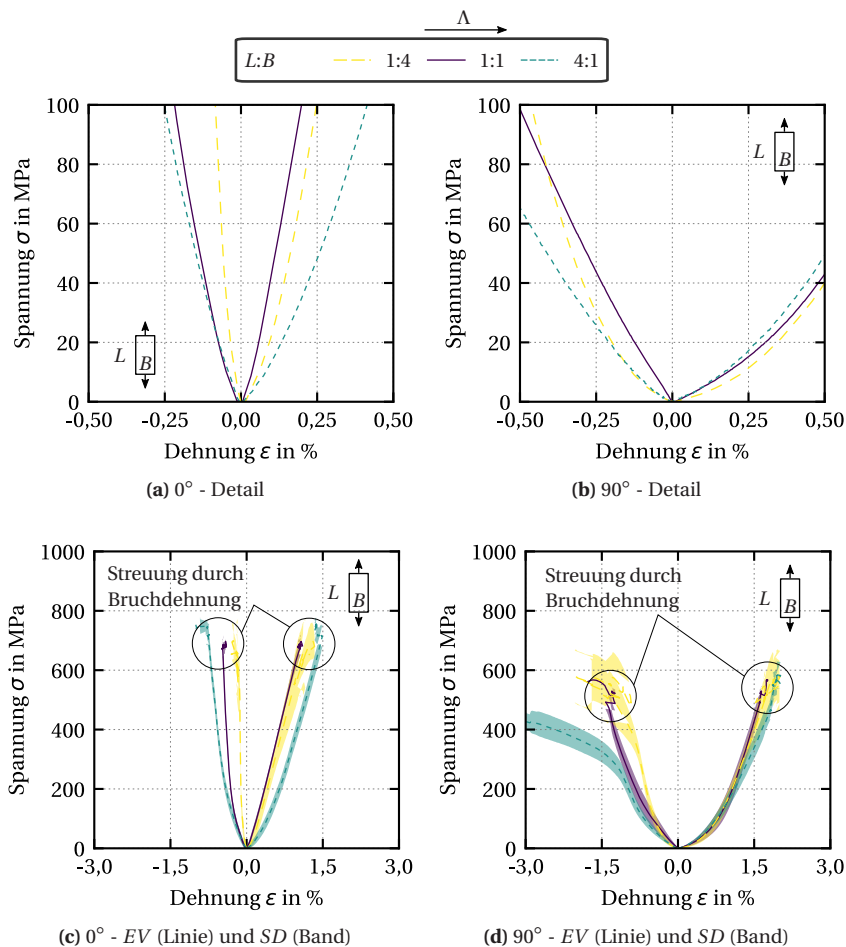 Λ
L:B 1:4 1:1 4:1
100
80
60
40
20
0
Spannung σ in MPa
L
B
-0,50 -0,25 0,00 0,25 0,50
Dehnung ε in %
(a) 0° - Detail
100
80
60
40
20
0
Spannung σ in MPa
L
B
-0,50 -0,25 0,00 0,25 0,50
Dehnung ε in %
(b) 90° - Detail
1000
800
600
400
200
0
Spannung σ in MPa
Streuung durch
Bruchdehnung
L
B
-3,0 -1,5 0,0 1,5 3,0
Dehnung ε in %
(c) 0° - EV (Linie) und SD (Band)
1000
800
600
400
200
0
Spannung σ in MPa
Streuung durch
Bruchdehnung
L
B
-3,0 -1,5 0,0 1,5 3,0
Dehnung ε in %
(d) 90° - EV (Linie) und SD (Band)